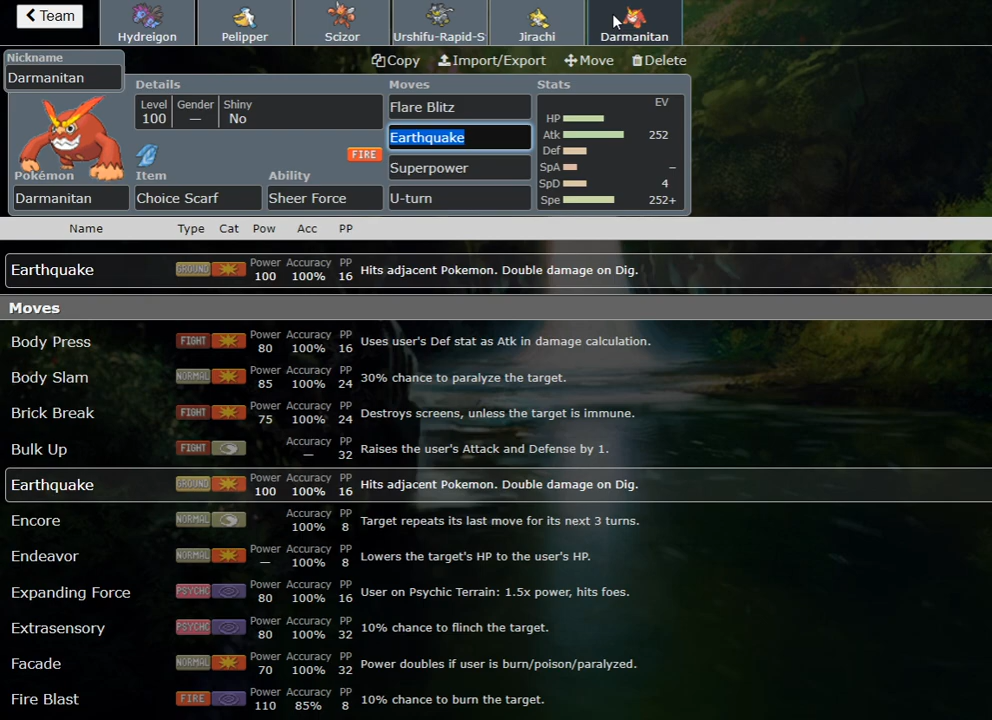 Team
Hydreigon Pelipper Scizor Urshifu-Rapid-S Jirachi Darmanitan
Copy Import/Export Move Delete
Nickname
Darmanitan
Details Moves Stats
Level Gender Shiny
100 — No
Flare Blitz
Earthquake
Superpower
U-turn
EV
HP
Atk 252
Def
SpA –
SpD 4
Spe 252+
FIRE
Pokémon Item Ability
Darmanitan Choice Scarf Sheer Force
Name Type Cat Pow Acc PP
Earthquake GROUND Power 100 Accuracy 100% PP 16 Hits adjacent Pokemon. Double damage on Dig.
Moves
Body Press FIGHT Power 80 Accuracy 100% PP 16 Uses user's Def stat as Atk in damage calculation.
Body Slam NORMAL Power 85 Accuracy 100% PP 24 30% chance to paralyze the target.
Brick Break FIGHT Power 75 Accuracy 100% PP 24 Destroys screens, unless the target is immune.
Bulk Up FIGHT Accuracy — PP 32 Raises the user's Attack and Defense by 1.
Earthquake GROUND Power 100 Accuracy 100% PP 16 Hits adjacent Pokemon. Double damage on Dig.
Encore NORMAL Accuracy 100% PP 8 Target repeats its last move for its next 3 turns.
Endeavor NORMAL Power — Accuracy 100% PP 8 Lowers the target's HP to the user's HP.
Expanding Force PSYCHC Power 80 Accuracy 100% PP 16 User on Psychic Terrain: 1.5x power, hits foes.
Extrasensory PSYCHC Power 80 Accuracy 100% PP 32 10% chance to flinch the target.
Facade NORMAL Power 70 Accuracy 100% PP 32 Power doubles if user is burn/poison/paralyzed.
Fire Blast FIRE Power 110 Accuracy 85% PP 8 10% chance to burn the target.